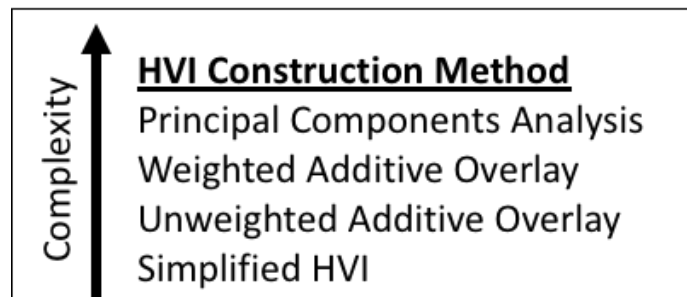 Complexity
HVI Construction Method
Principal Components Analysis
Weighted Additive Overlay
Unweighted Additive Overlay
Simplified HVI